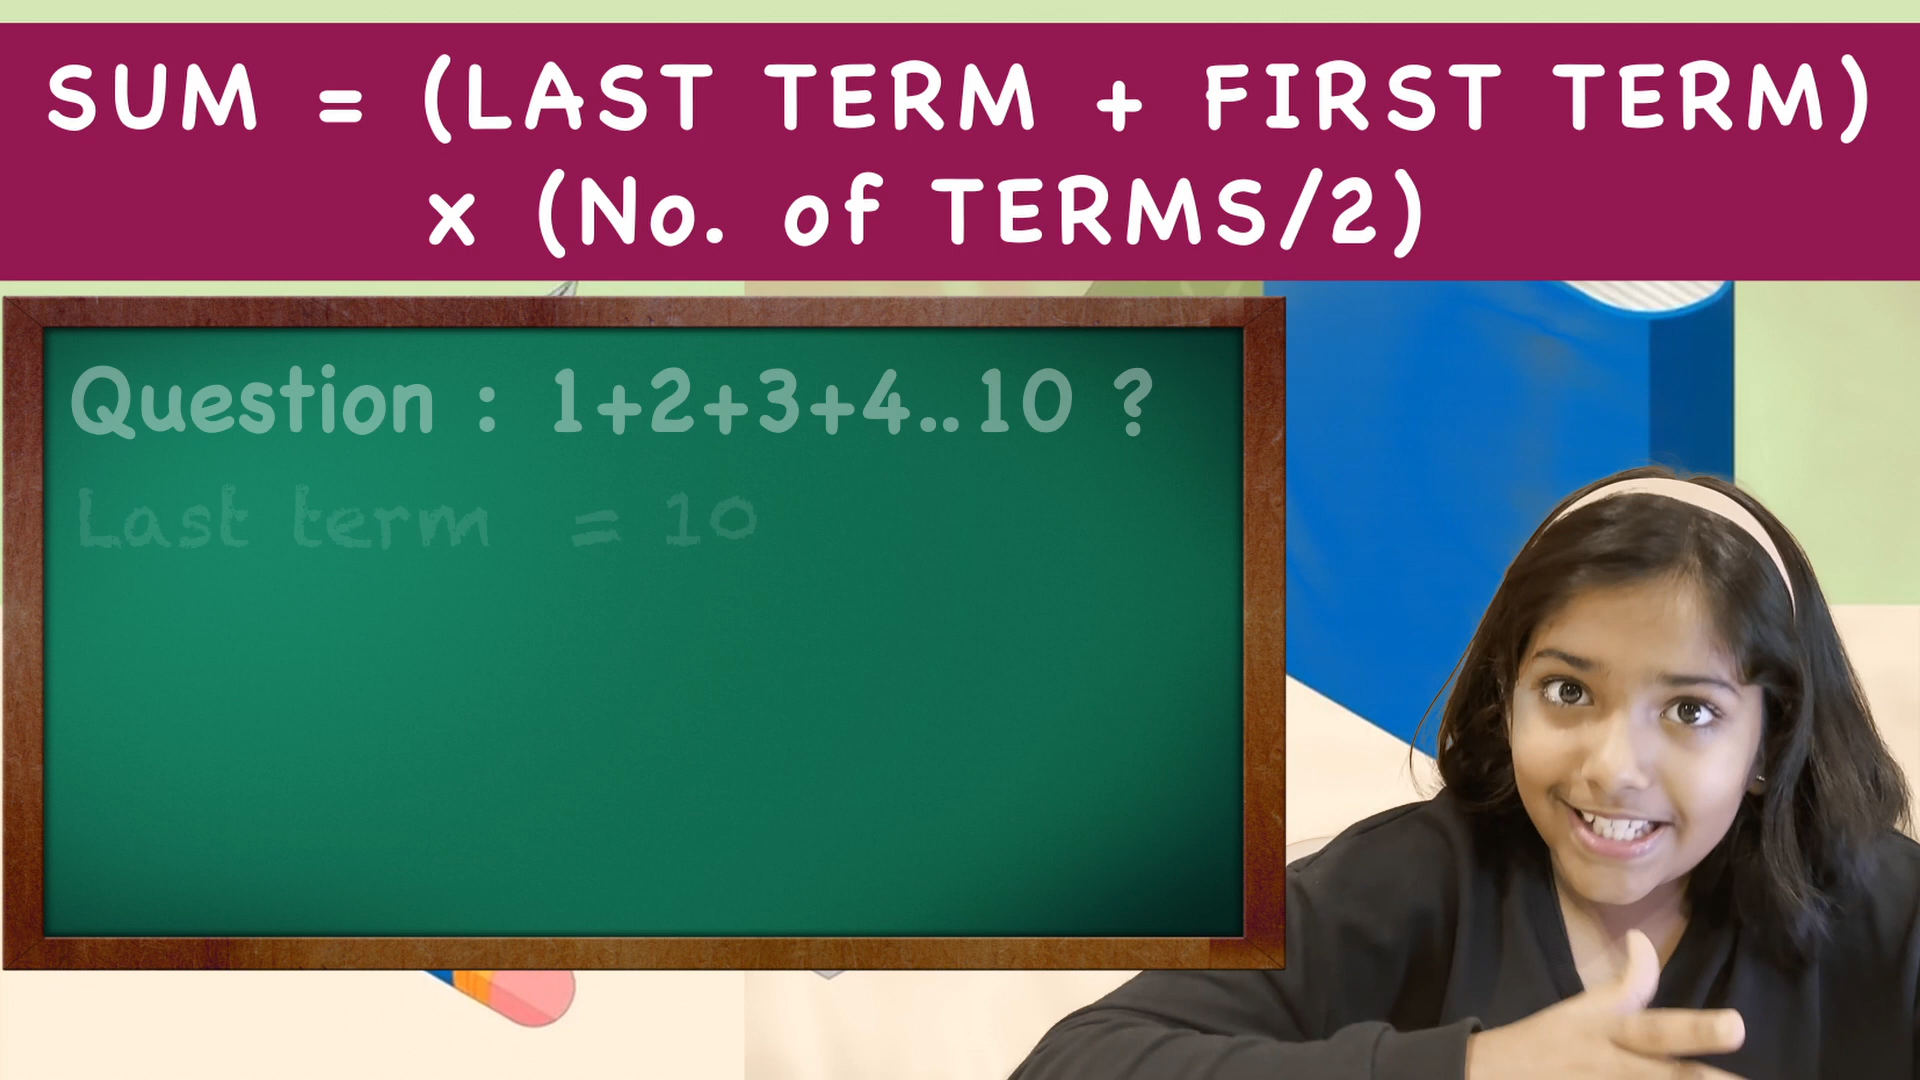 SUM = (LAST TERM + FIRST TERM)
x (No. of TERMS/2)
Question : 1+2+3+4..10 ?
Last term = 10